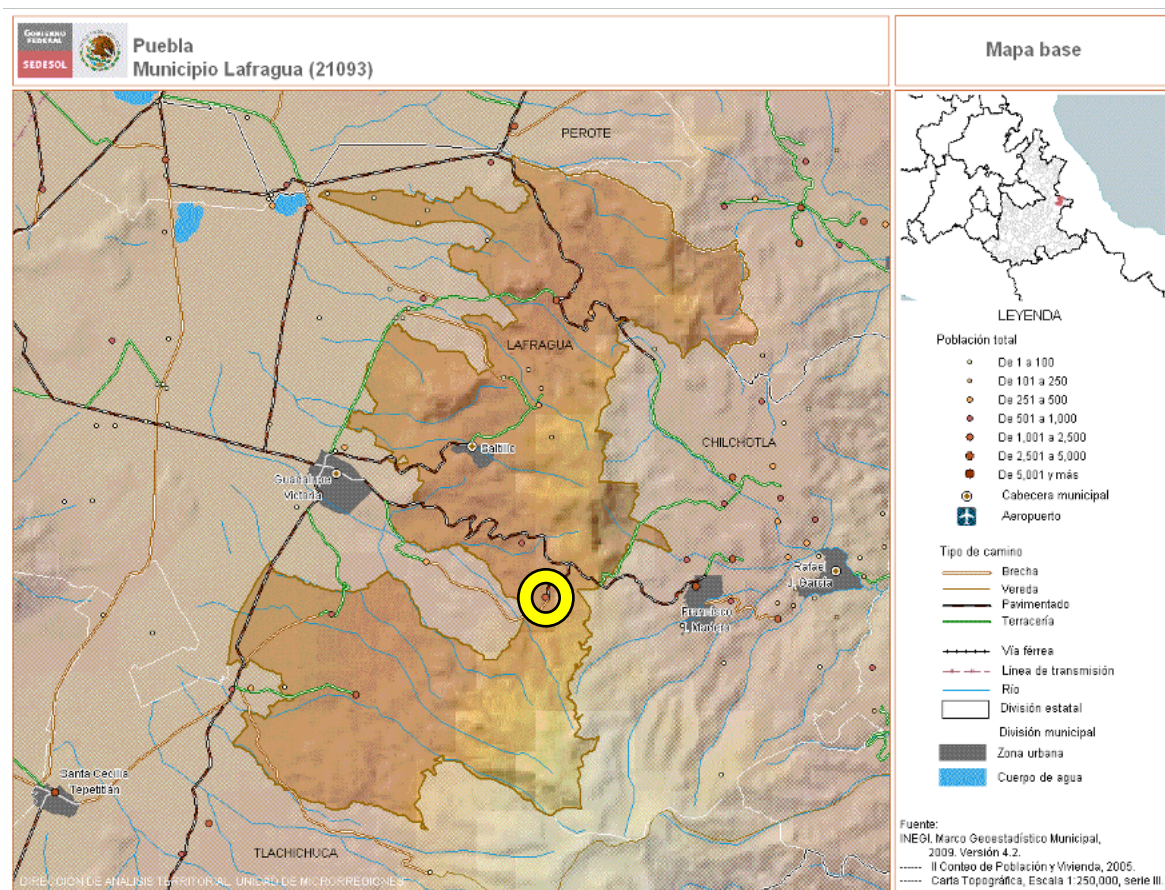 GOBIERNO
FEDERAL
SEDESOL
Puebla
Municipio Lafragua (21093)
Mapa base
PEROTE
LAFRAGUA
Saltillo
CHILCHOTLA
Guadalupe
Victoria
Rafael
J. García
Francisco
I. Madero
Santa Cecilia
Tepetitlán
TLACHICHUCA
DIRECCIÓN DE ANÁLISIS TERRITORIAL, UNIDAD DE MICRORREGIONES
LEYENDA
Población total
De 1 a 100
De 101 a 250
De 251 a 500
De 501 a 1,000
De 1,001 a 2,500
De 2,501 a 5,000
De 5,001 y más
Cabecera municipal
Aeropuerto
Tipo de camino
Brecha
Vereda
Pavimentado
Terracería
Vía férrea
Línea de transmisión
Río
División estatal
División municipal
Zona urbana
Cuerpo de agua
Fuente:
INEGI. Marco Geoestadístico Municipal,
2009. Versión 4.2.
----- II Conteo de Población y Vivienda, 2005.
----- Carta Topográfica, Escala 1:250,000, serie III.